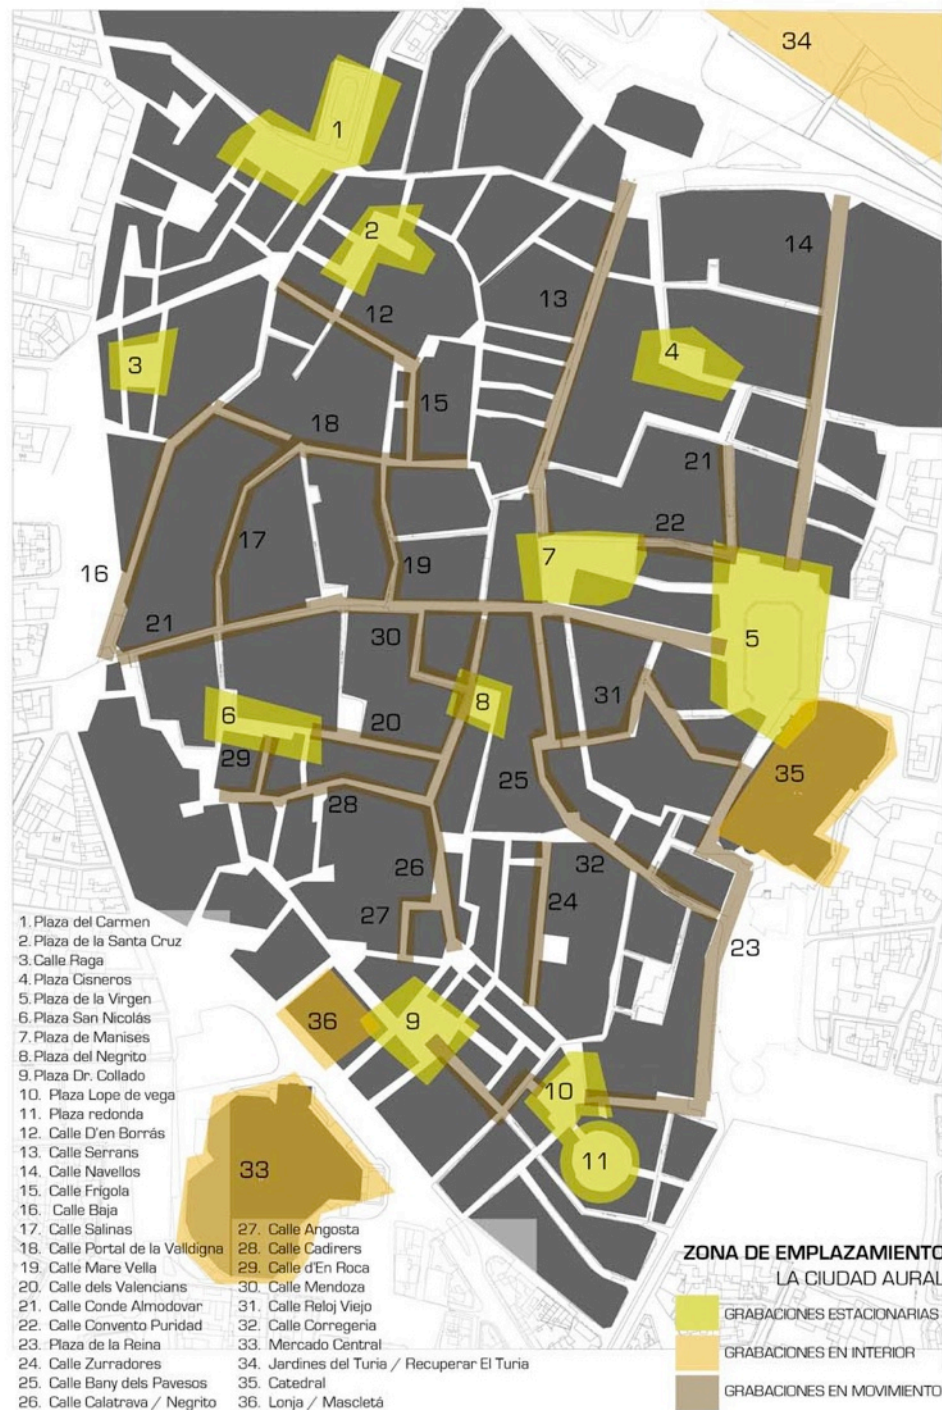 34
1
14
2
13
12
4
3
15
18
21
22
17
7
19
16
21
30
5
31
8
6
20
29
25
35
28
26
32
27
24
23
36
9
10
11
33
1. Plaza del Carmen
2. Plaza de la Santa Cruz
3. Calle Raga
4. Plaza Cisneros
5. Plaza de la Virgen
6. Plaza San Nicolás
7. Plaza de Manises
8. Plaza del Negrito
9. Plaza Dr. Collado
10. Plaza Lope de vega
11. Plaza redonda
12. Calle D'en Borrás
13. Calle Serrans
14. Calle Navellos
15. Calle Frígola
16. Calle Baja
17. Calle Salinas
18. Calle Portal de la Valldigna
19. Calle Mare Vella
20. Calle dels Valencians
21. Calle Conde Almodovar
22. Calle Convento Puridad
23. Plaza de la Reina
24. Calle Zurradores
25. Calle Bany dels Pavesos
26. Calle Calatrava / Negrito
27. Calle Angosta
28. Calle Cadirers
29. Calle d'En Roca
30. Calle Mendoza
31. Calle Reloj Viejo
32. Calle Corregeria
33. Mercado Central
34. Jardines del Turia / Recuperar El Turia
35. Catedral
36. Lonja / Mascletá
ZONA DE EMPLAZAMIENTO
LA CIUDAD AURAL
GRABACIONES ESTACIONARIAS
GRABACIONES EN INTERIOR
GRABACIONES EN MOVIMIENTO